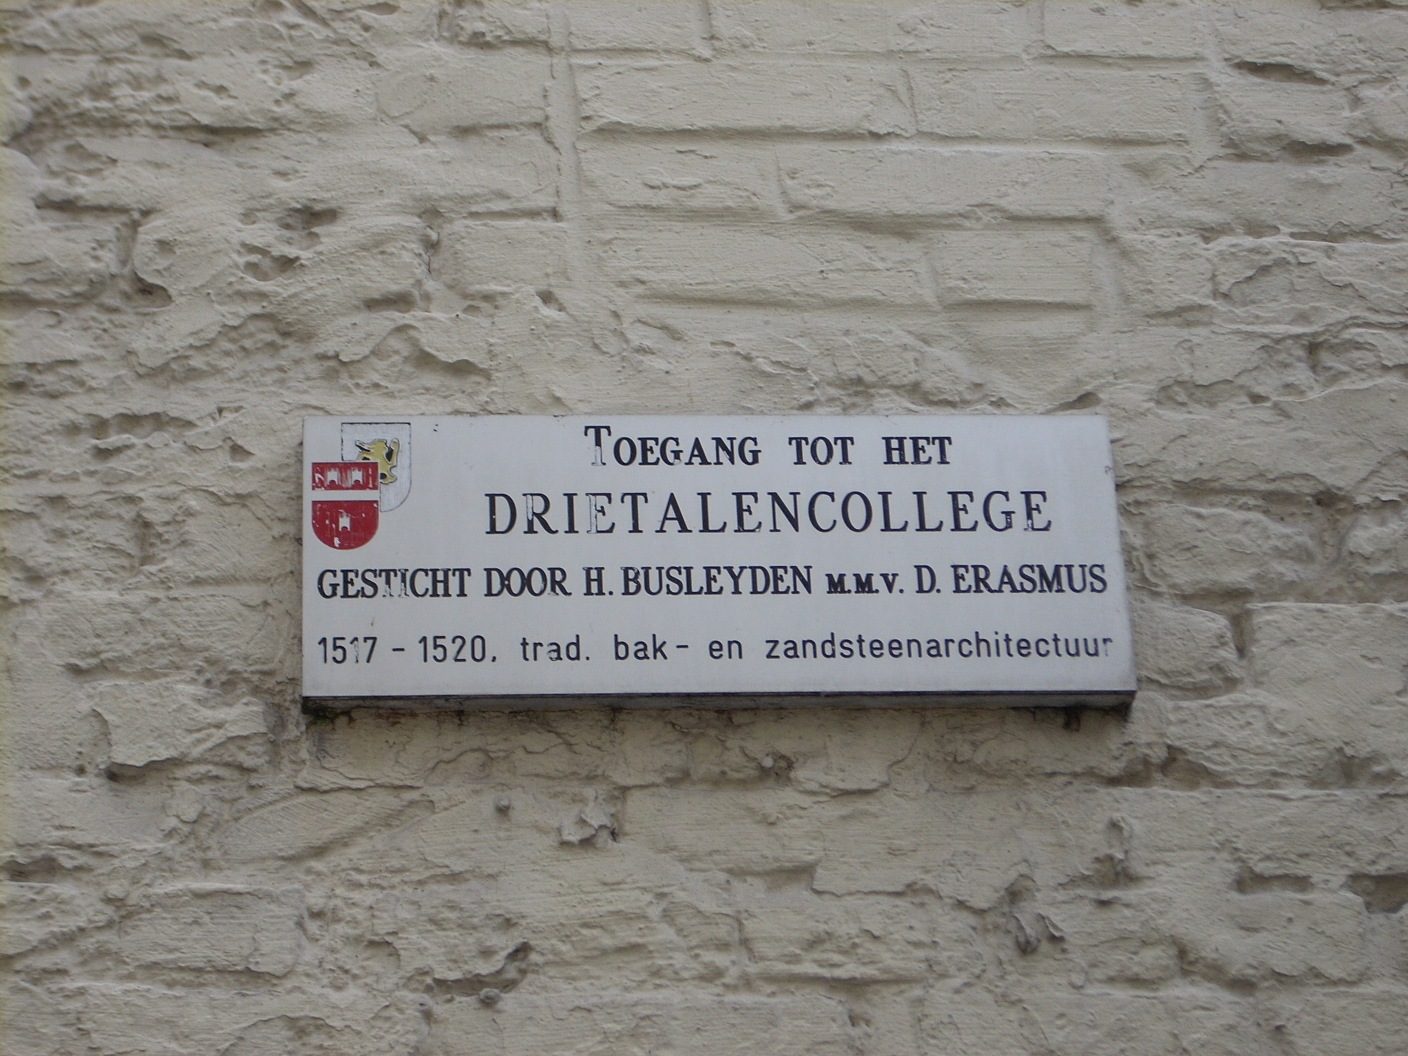 TOEGANG TOT HET
DRIETALENCOLLEGE
GESTICHT DOOR H. BUSLEYDEN M.M.V. D. ERASMUS
1517 - 1520. trad. bak- en zandsteenarchitectuur